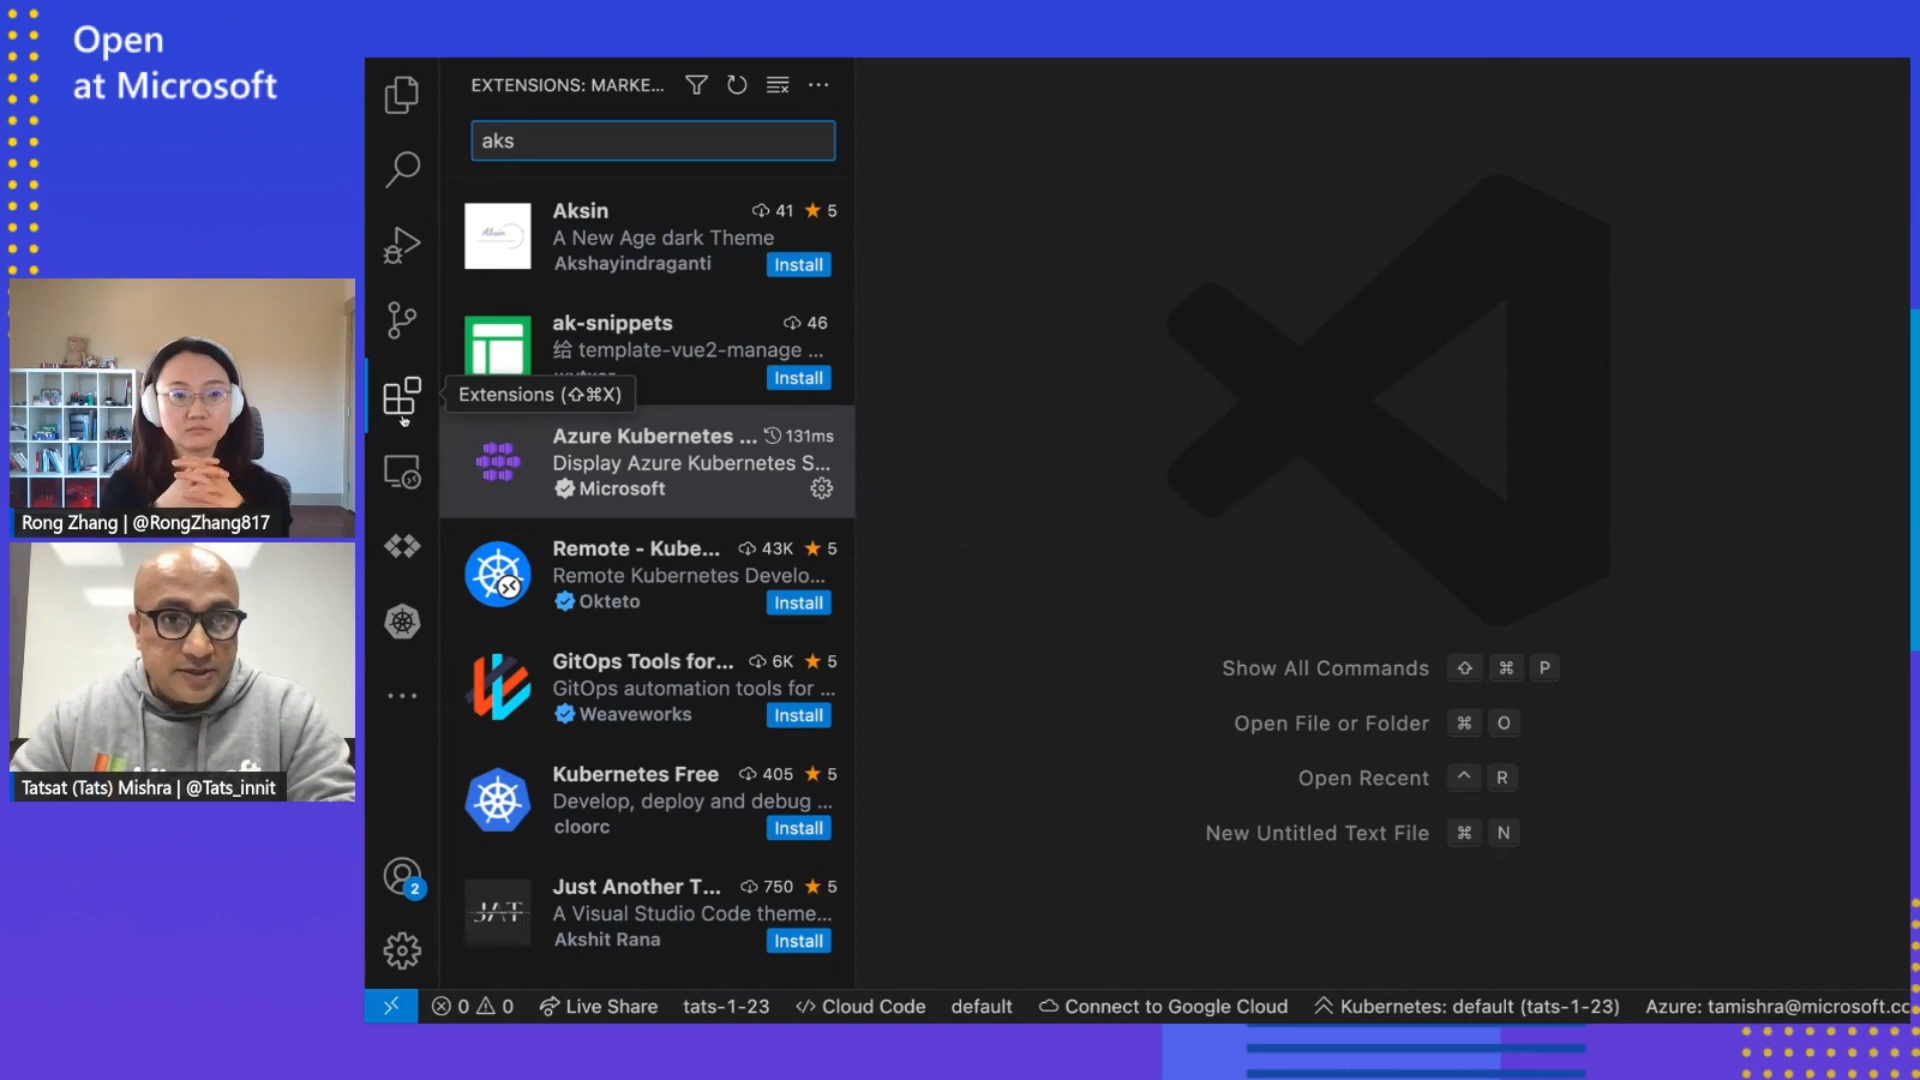 Open
at Microsoft
EXTENSIONS: MARKE...
aks
Aksin
41
5
A New Age dark Theme
Akshayindraganti
Install
ak-snippets
46
给 template-vue2-manage ...
Install
Extensions (⇧⌘X)
Azure Kubernetes ...
131ms
Display Azure Kubernetes S...
Microsoft
Remote - Kube...
43K
5
Remote Kubernetes Develo...
Okteto
Install
GitOps Tools for...
6K
5
GitOps automation tools for ...
Weaveworks
Install
Kubernetes Free
405
5
Develop, deploy and debug ...
cloorc
Install
Just Another T...
750
5
A Visual Studio Code theme...
Akshit Rana
Install
JAT
2
Show All Commands ⇧ ⌘ P
Open File or Folder ⌘ O
Open Recent ^ R
New Untitled Text File ⌘ N
Rong Zhang | @RongZhang817
Tatsat (Tats) Mishra | @Tats_innit
0 0 Live Share tats-1-23 Cloud Code default Connect to Google Cloud Kubernetes: default (tats-1-23) Azure: tamishra@microsoft.cc